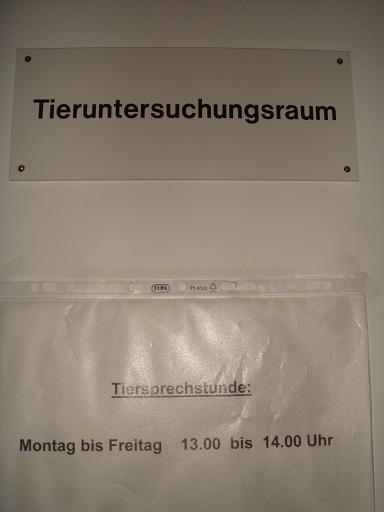 Tieruntersuchungsraum
ELBA
Tiersprechstunde:
Montag bis Freitag 13.00 bis 14.00 Uhr